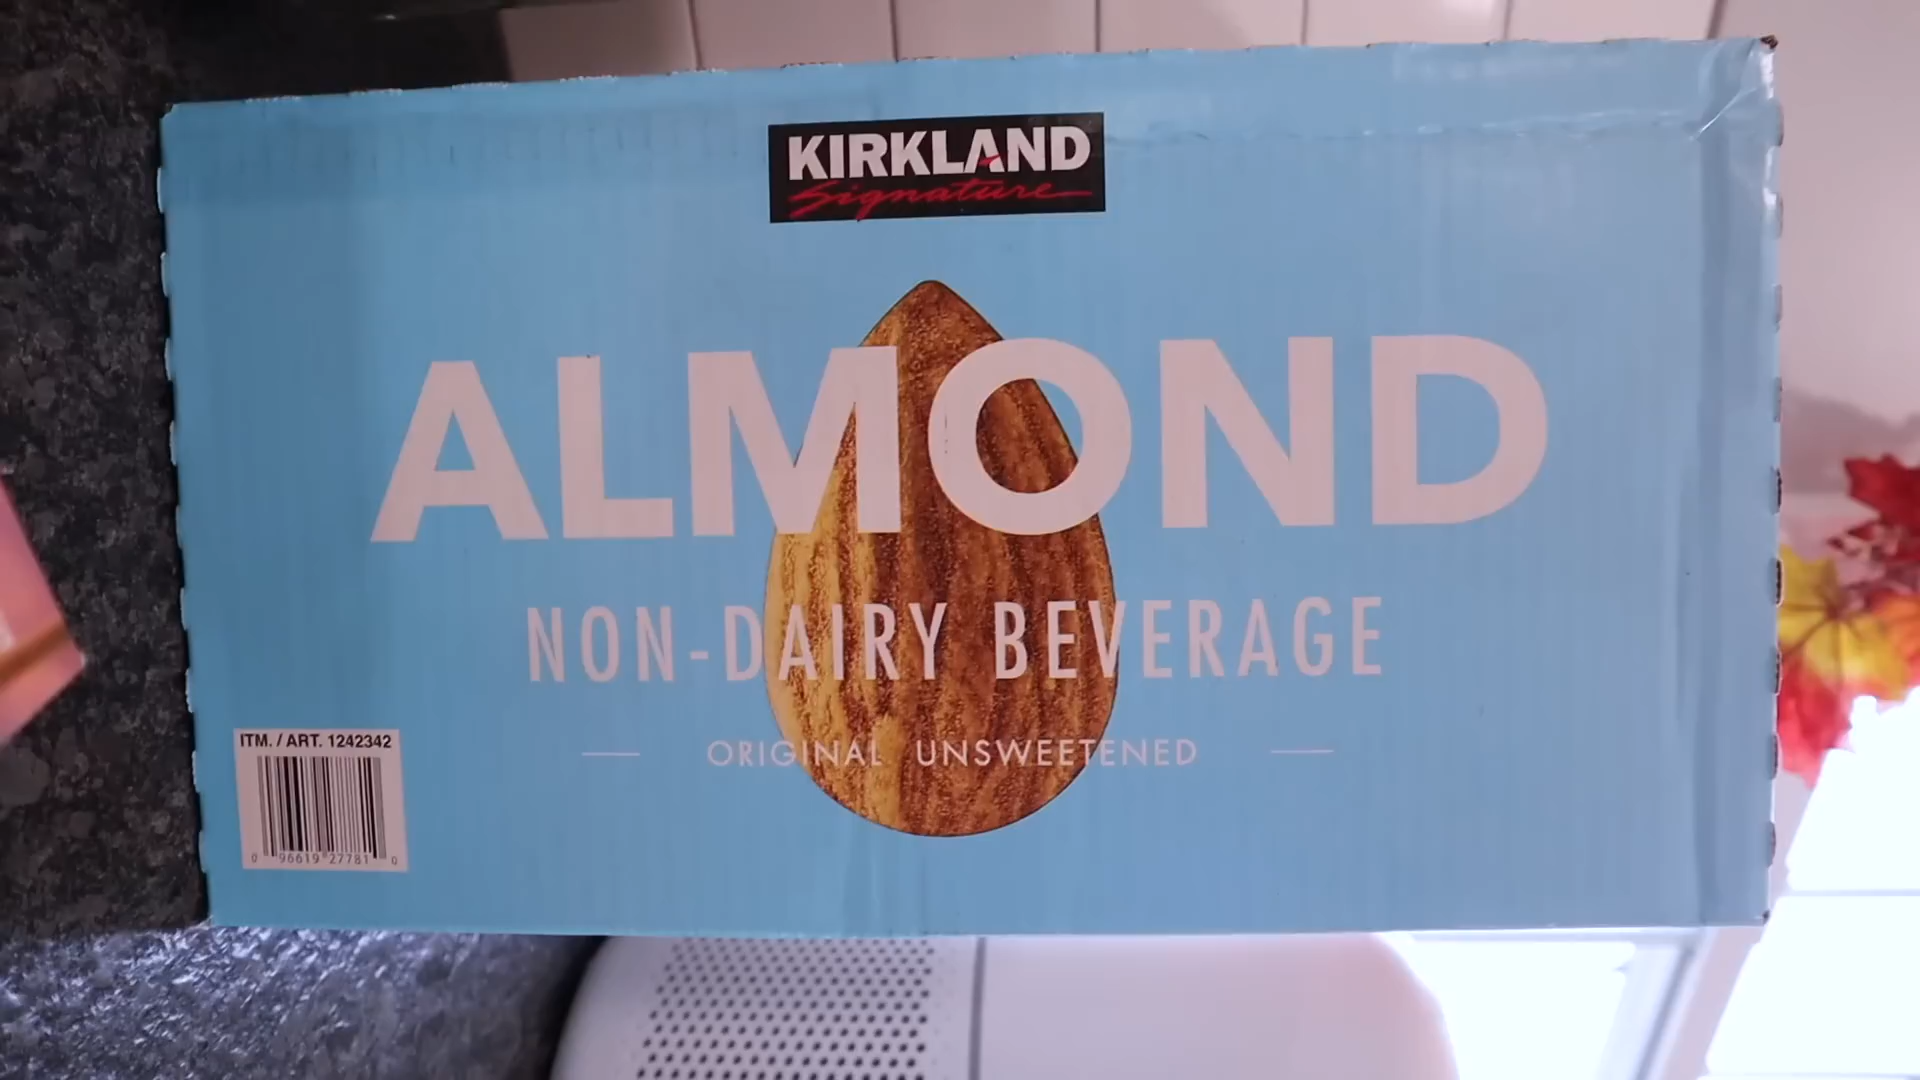 KIRKLAND
Signature
ALMOND
NON-DAIRY BEVERAGE
ORIGINAL UNSWEETENED
ITM. / ART. 1242342
0 96619 27781 0